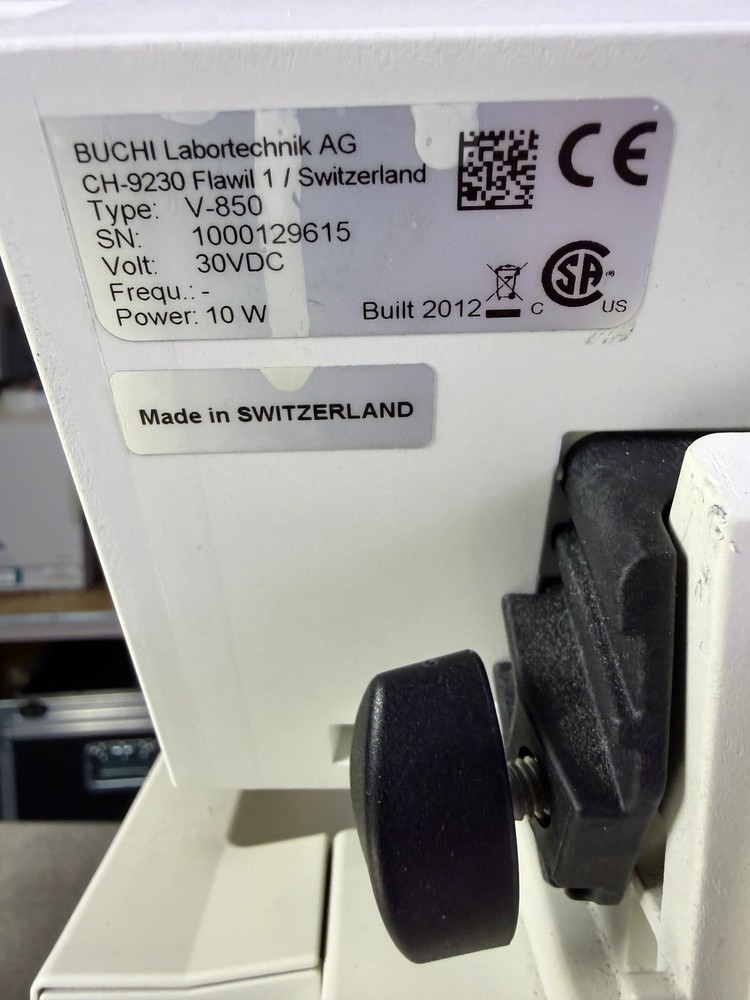 BUCHI Labortechnik AG
CH-9230 Flawil 1 / Switzerland
Type: V-850
SN: 1000129615
Volt: 30VDC
Frequ.: -
Power: 10 W
Built 2012
CE
C SA US
Made in SWITZERLAND